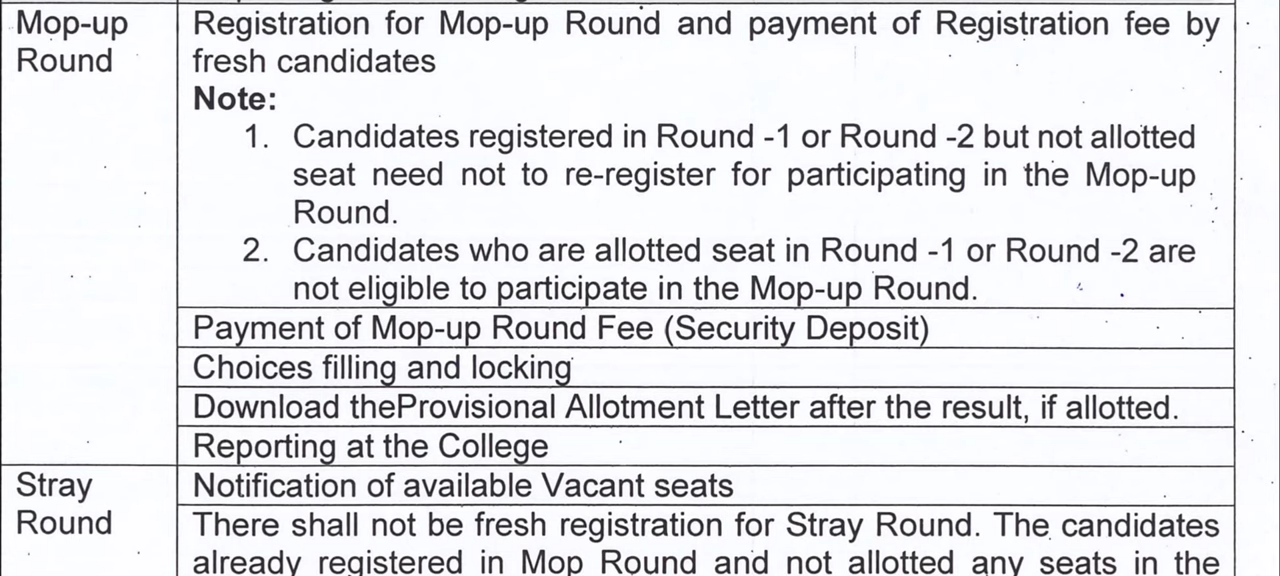 Mop-up Round
Registration for Mop-up Round and payment of Registration fee by
fresh candidates
Note:
1. Candidates registered in Round -1 or Round -2 but not allotted
seat need not to re-register for participating in the Mop-up
Round.
2. Candidates who are allotted seat in Round -1 or Round -2 are
not eligible to participate in the Mop-up Round.
Payment of Mop-up Round Fee (Security Deposit)
Choices filling and locking
Download theProvisional Allotment Letter after the result, if allotted.
Reporting at the College
Stray Round
Notification of available Vacant seats
There shall not be fresh registration for Stray Round. The candidates
already registered in Mop Round and not allotted any seats in the